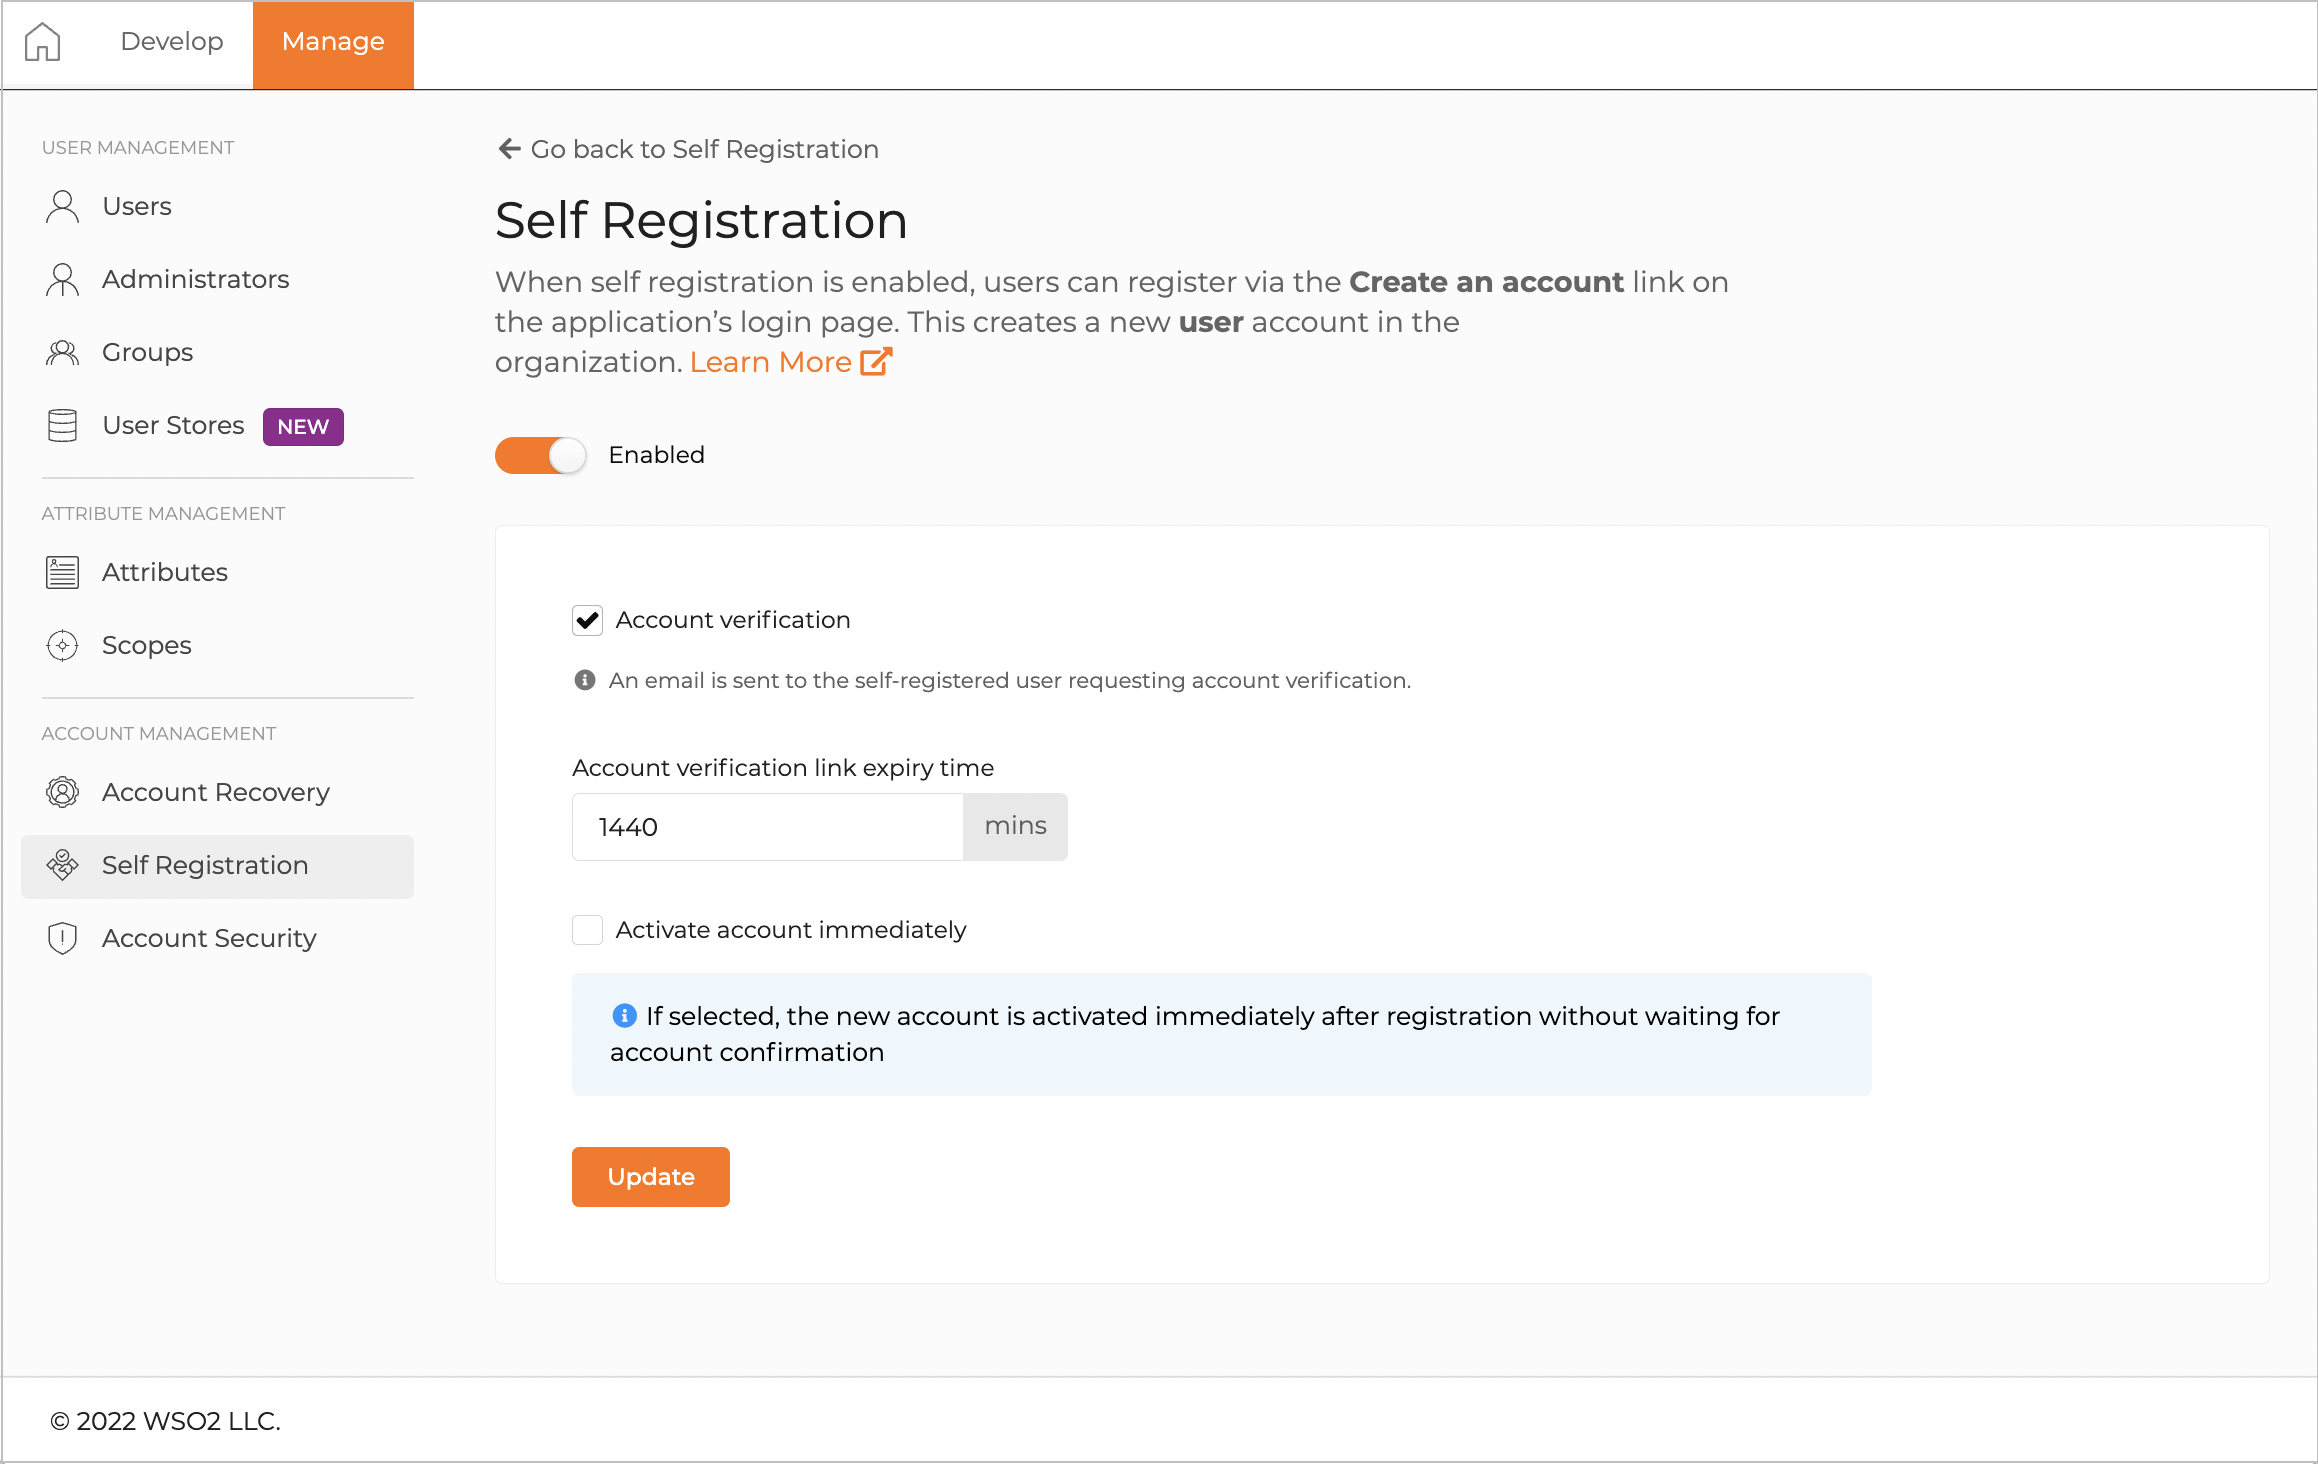 Develop
Manage
USER MANAGEMENT
Users
Administrators
Groups
User Stores NEW
ATTRIBUTE MANAGEMENT
Attributes
Scopes
ACCOUNT MANAGEMENT
Account Recovery
Self Registration
Account Security
Go back to Self Registration
Self Registration
When self registration is enabled, users can register via the Create an account link on
the application’s login page. This creates a new user account in the
organization. Learn More
Enabled
Account verification
An email is sent to the self-registered user requesting account verification.
Account verification link expiry time
1440 mins
Activate account immediately
If selected, the new account is activated immediately after registration without waiting for
account confirmation
Update
© 2022 WSO2 LLC.